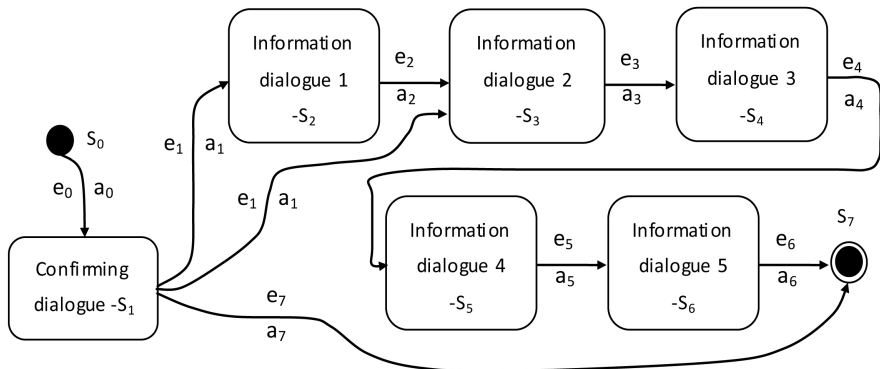 Information
dialogue 1
-S₂
e₂
a₂
Information
dialogue 2
-S₃
e₃
a₃
Information
dialogue 3
-S₄
e₄
a₄
S₀
e₀ a₀
e₁ a₁
e₁ a₁
Confirming
dialogue -S₁
Information
dialogue 4
-S₅
e₅
a₅
Information
dialogue 5
-S₆
e₆
a₆
S₇
e₇
a₇